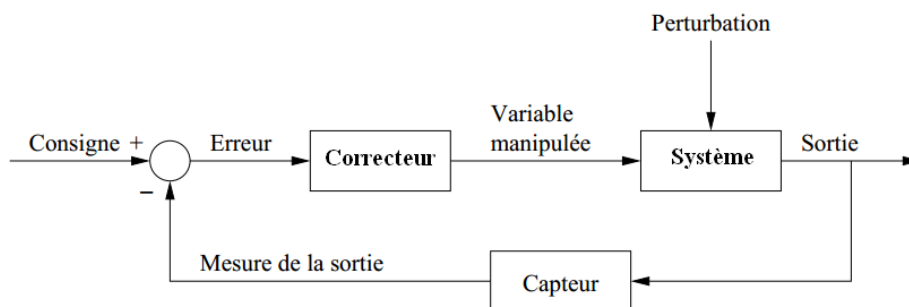 Perturbation
Consigne +
Erreur
Correcteur
Variable
manipulée
Système
Sortie
−
Mesure de la sortie
Capteur